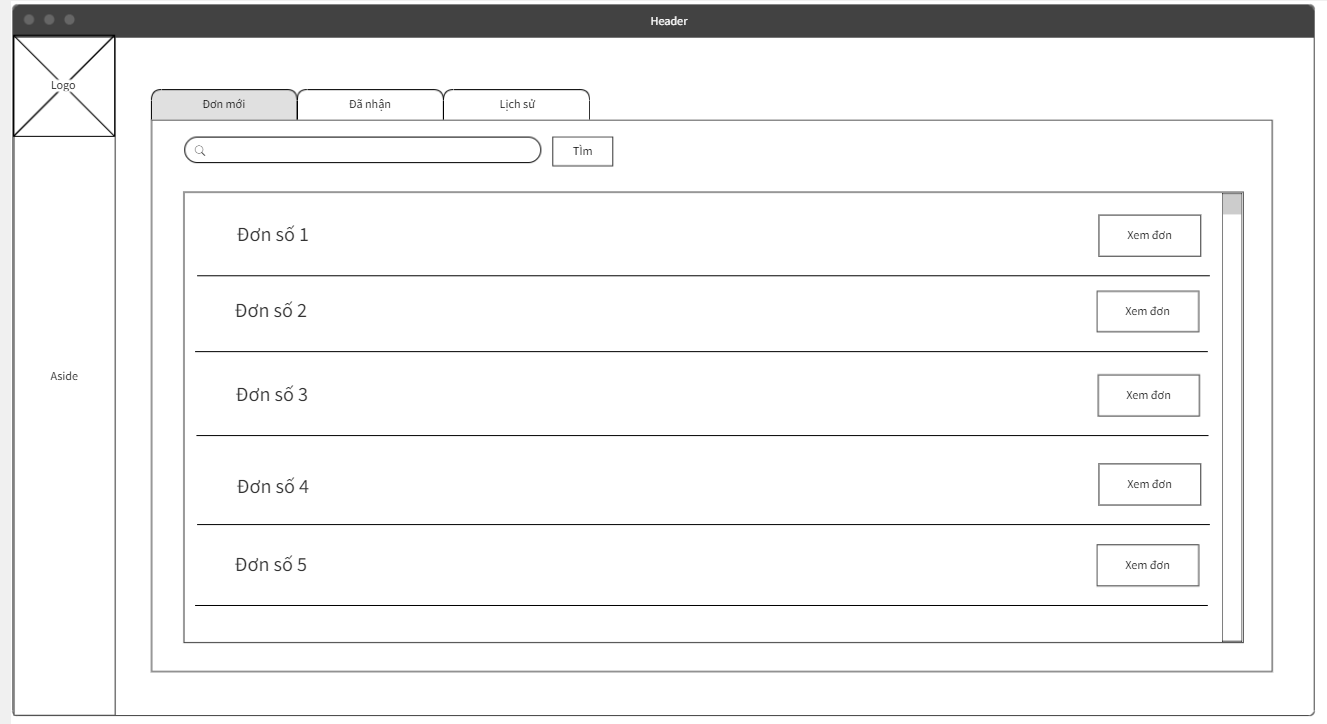 Header
Logo
Đơn mới
Đã nhận
Lịch sử
TÌm
Đơn số 1
Xem đơn
Đơn số 2
Xem đơn
Aside
Đơn số 3
Xem đơn
Đơn số 4
Xem đơn
Đơn số 5
Xem đơn